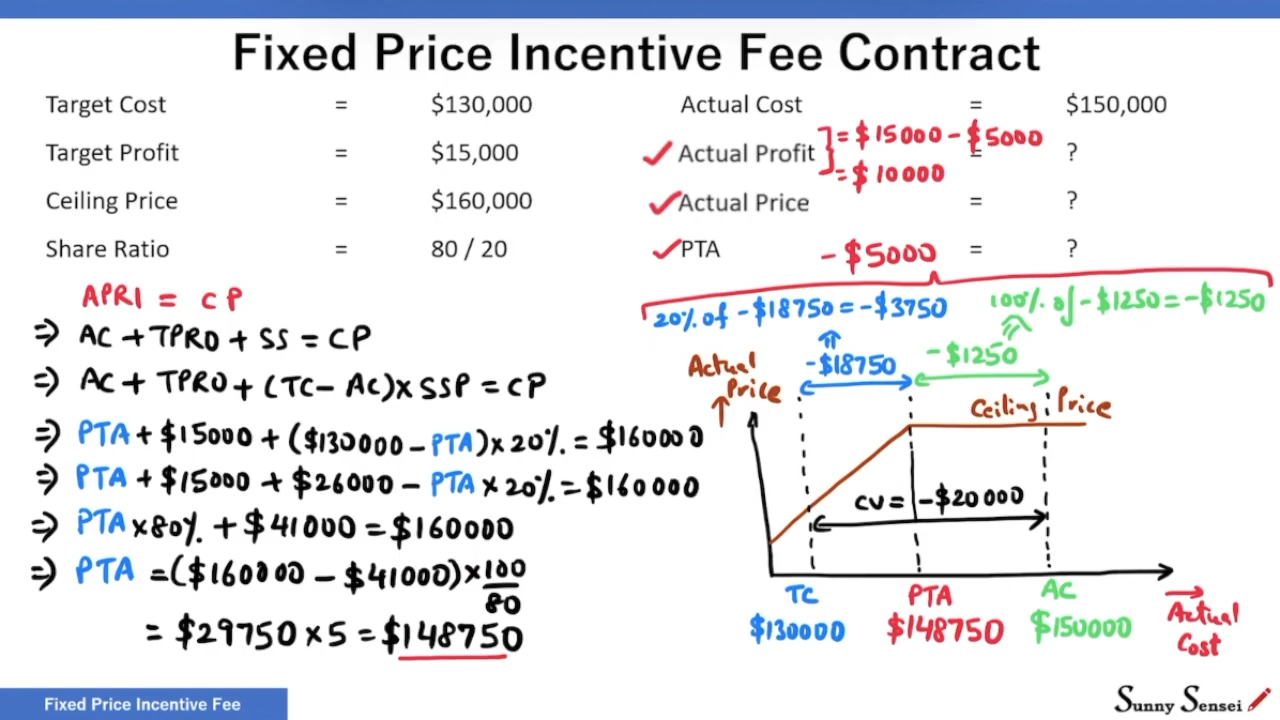 Fixed Price Incentive Fee Contract
Target Cost = $130,000
Target Profit = $15,000
Ceiling Price = $160,000
Share Ratio = 80 / 20
Actual Cost = $150,000
Actual Profit = ?
= $15000 - $5000
= $10000
Actual Price = ?
PTA = ?
- $5000
APRI = CP
⇒ AC + TPRO + SS = CP
⇒ AC + TPRO + (TC - AC) × SSP = CP
⇒ PTA + $15000 + ($130000 - PTA) × 20% = $160000
⇒ PTA + $15000 + $26000 - PTA × 20% = $160000
⇒ PTA × 80% + $41000 = $160000
⇒ PTA = ($160000 - $41000) × 100/80
= $29750 × 5 = $148750
20% of - $18750 = - $3750
100% of - $1250 = - $1250
- $18750
- $1250
Actual Price
Ceiling Price
CV = - $20000
TC
$130000
PTA
$148750
AC
$150000
Actual Cost
Fixed Price Incentive Fee
Sunny Sensei